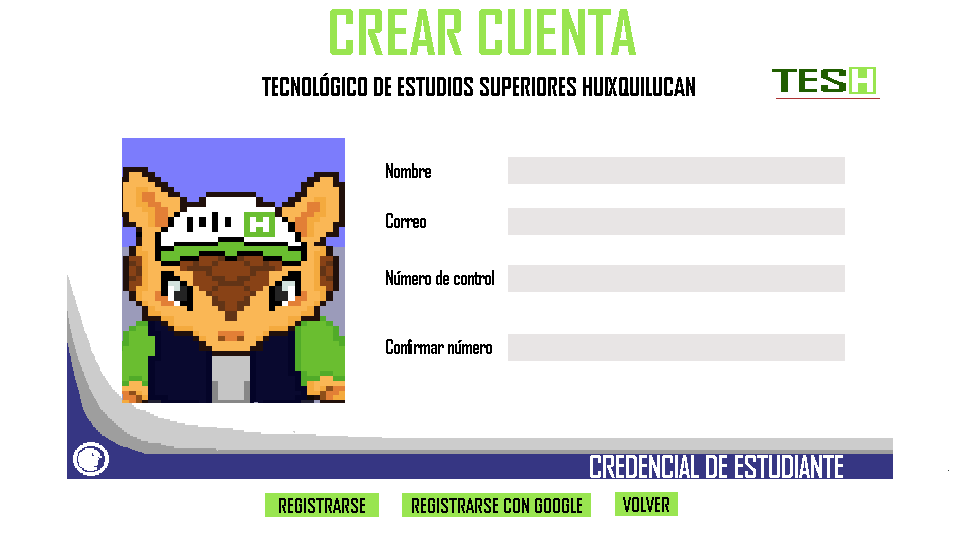 CREAR CUENTA
TECNOLÓGICO DE ESTUDIOS SUPERIORES HUIXQUILUCAN
TESH
H
Nombre
Correo
Número de control
Confirmar número
CREDENCIAL DE ESTUDIANTE
REGISTRARSE
REGISTRARSE CON GOOGLE
VOLVER